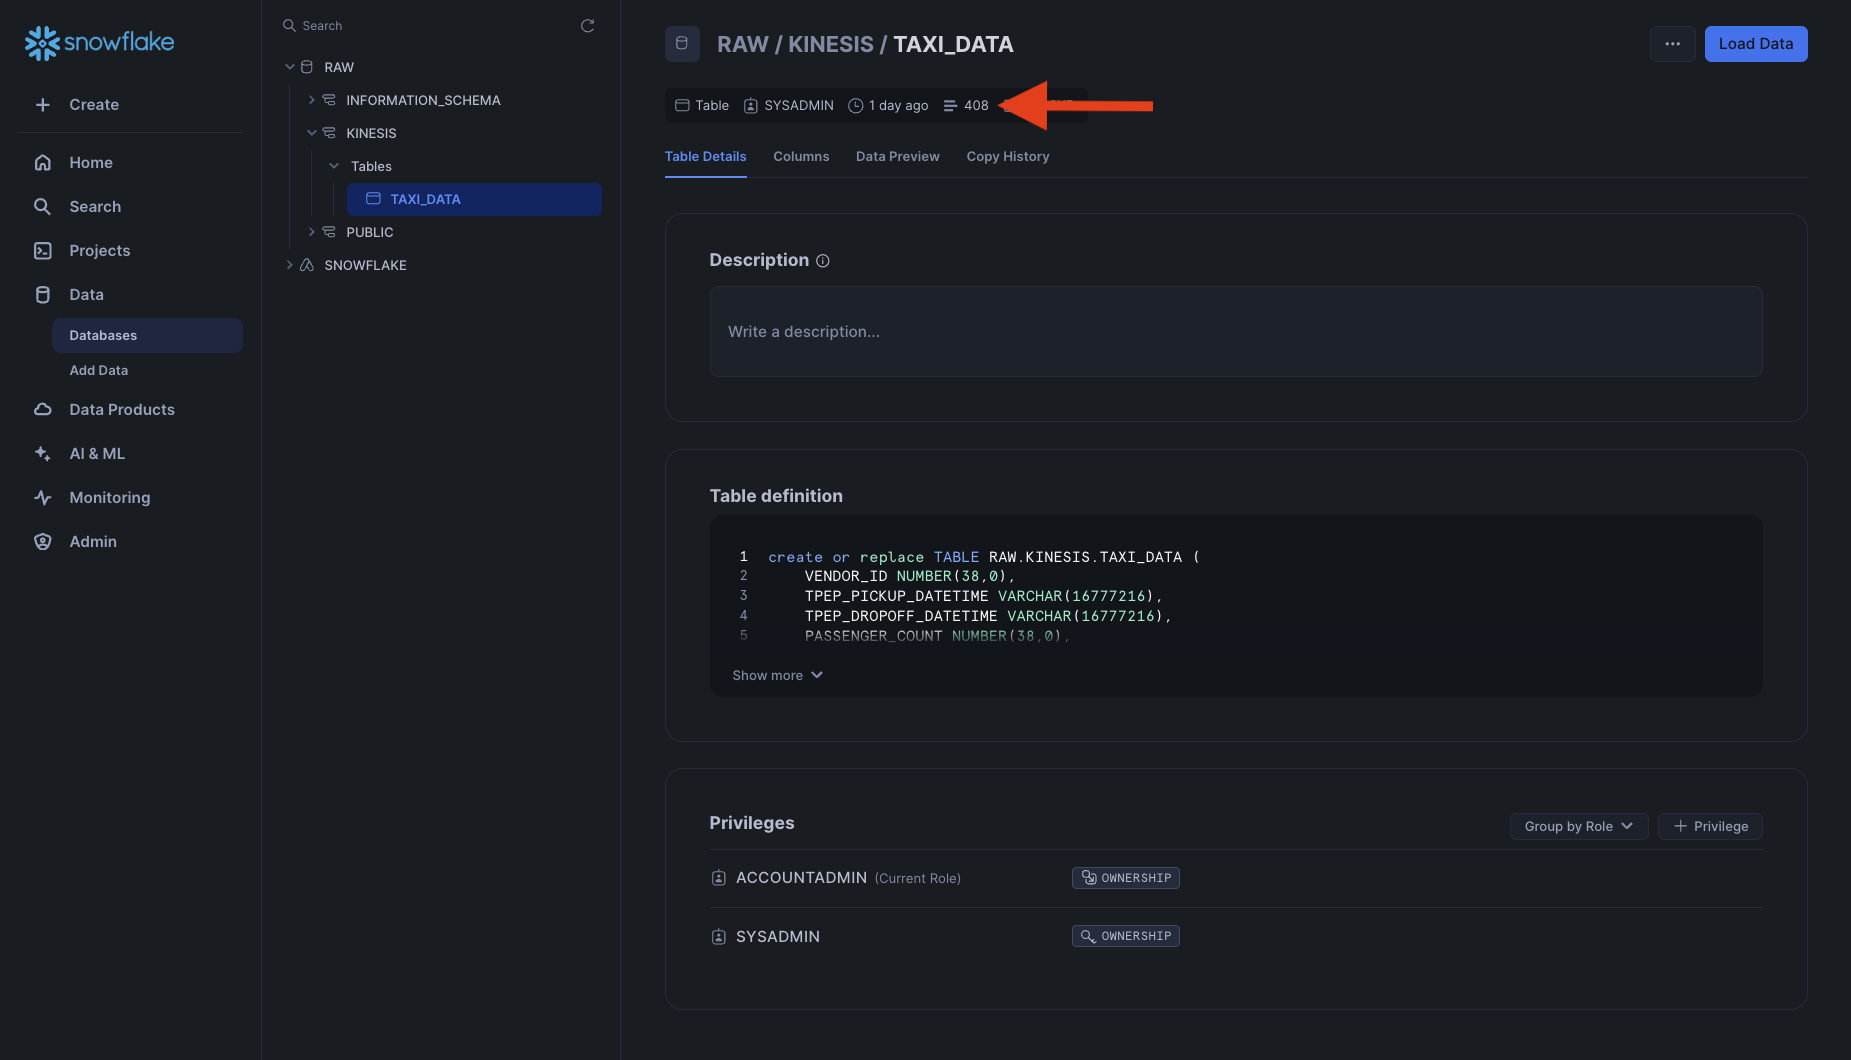 snowflake
Create
Home
Search
Projects
Data
Databases
Add Data
Data Products
AI & ML
Monitoring
Admin
Search
RAW
INFORMATION_SCHEMA
KINESIS
Tables
TAXI_DATA
PUBLIC
SNOWFLAKE
RAW / KINESIS / TAXI_DATA
Load Data
Table SYSADMIN 1 day ago 408
Table Details Columns Data Preview Copy History
Description
Write a description...
Table definition
1 create or replace TABLE RAW.KINESIS.TAXI_DATA (
2 VENDOR_ID NUMBER(38,0),
3 TPEP_PICKUP_DATETIME VARCHAR(16777216),
4 TPEP_DROPOFF_DATETIME VARCHAR(16777216),
5 PASSENGER_COUNT NUMBER(38,0),
Show more
Privileges
Group by Role
Privilege
ACCOUNTADMIN (Current Role) OWNERSHIP
SYSADMIN OWNERSHIP